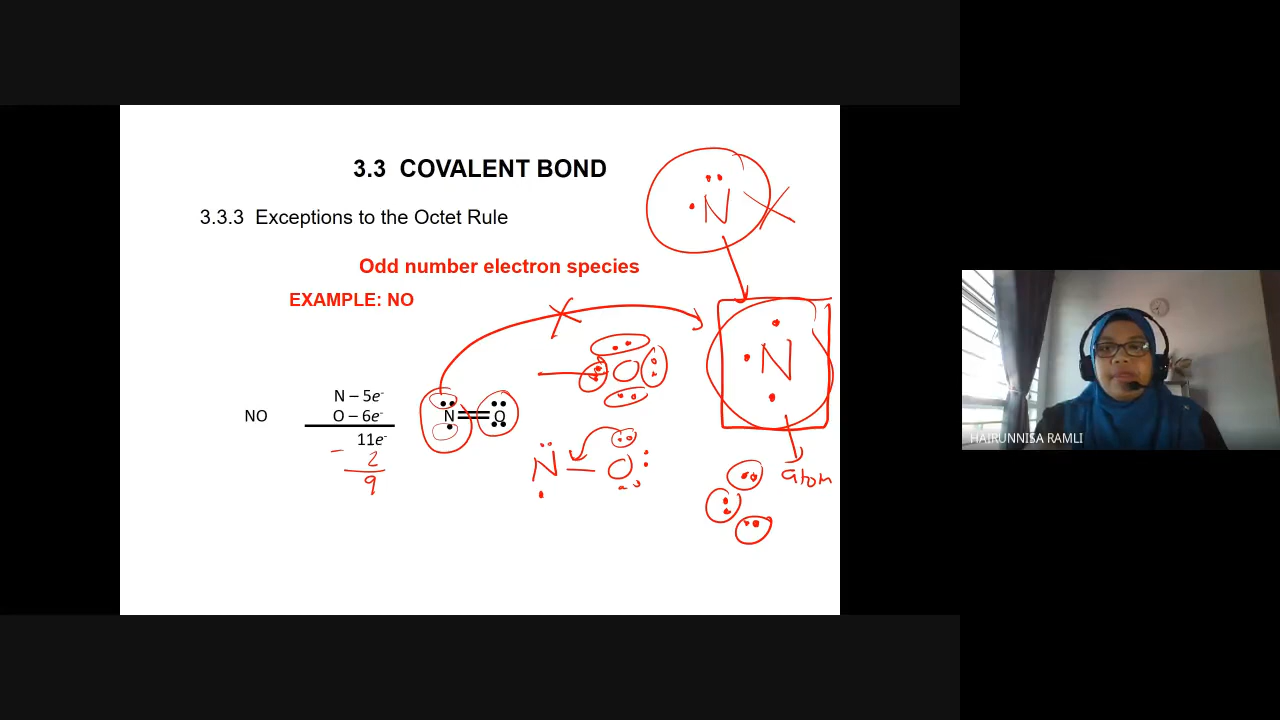 3.3 COVALENT BOND
3.3.3 Exceptions to the Octet Rule
N
Odd number electron species
EXAMPLE: NO
O
N
N – 5e-
NO O – 6e-
N O
11e-
- 2
9
N – O
atom
HAIRUNNISA RAMLI